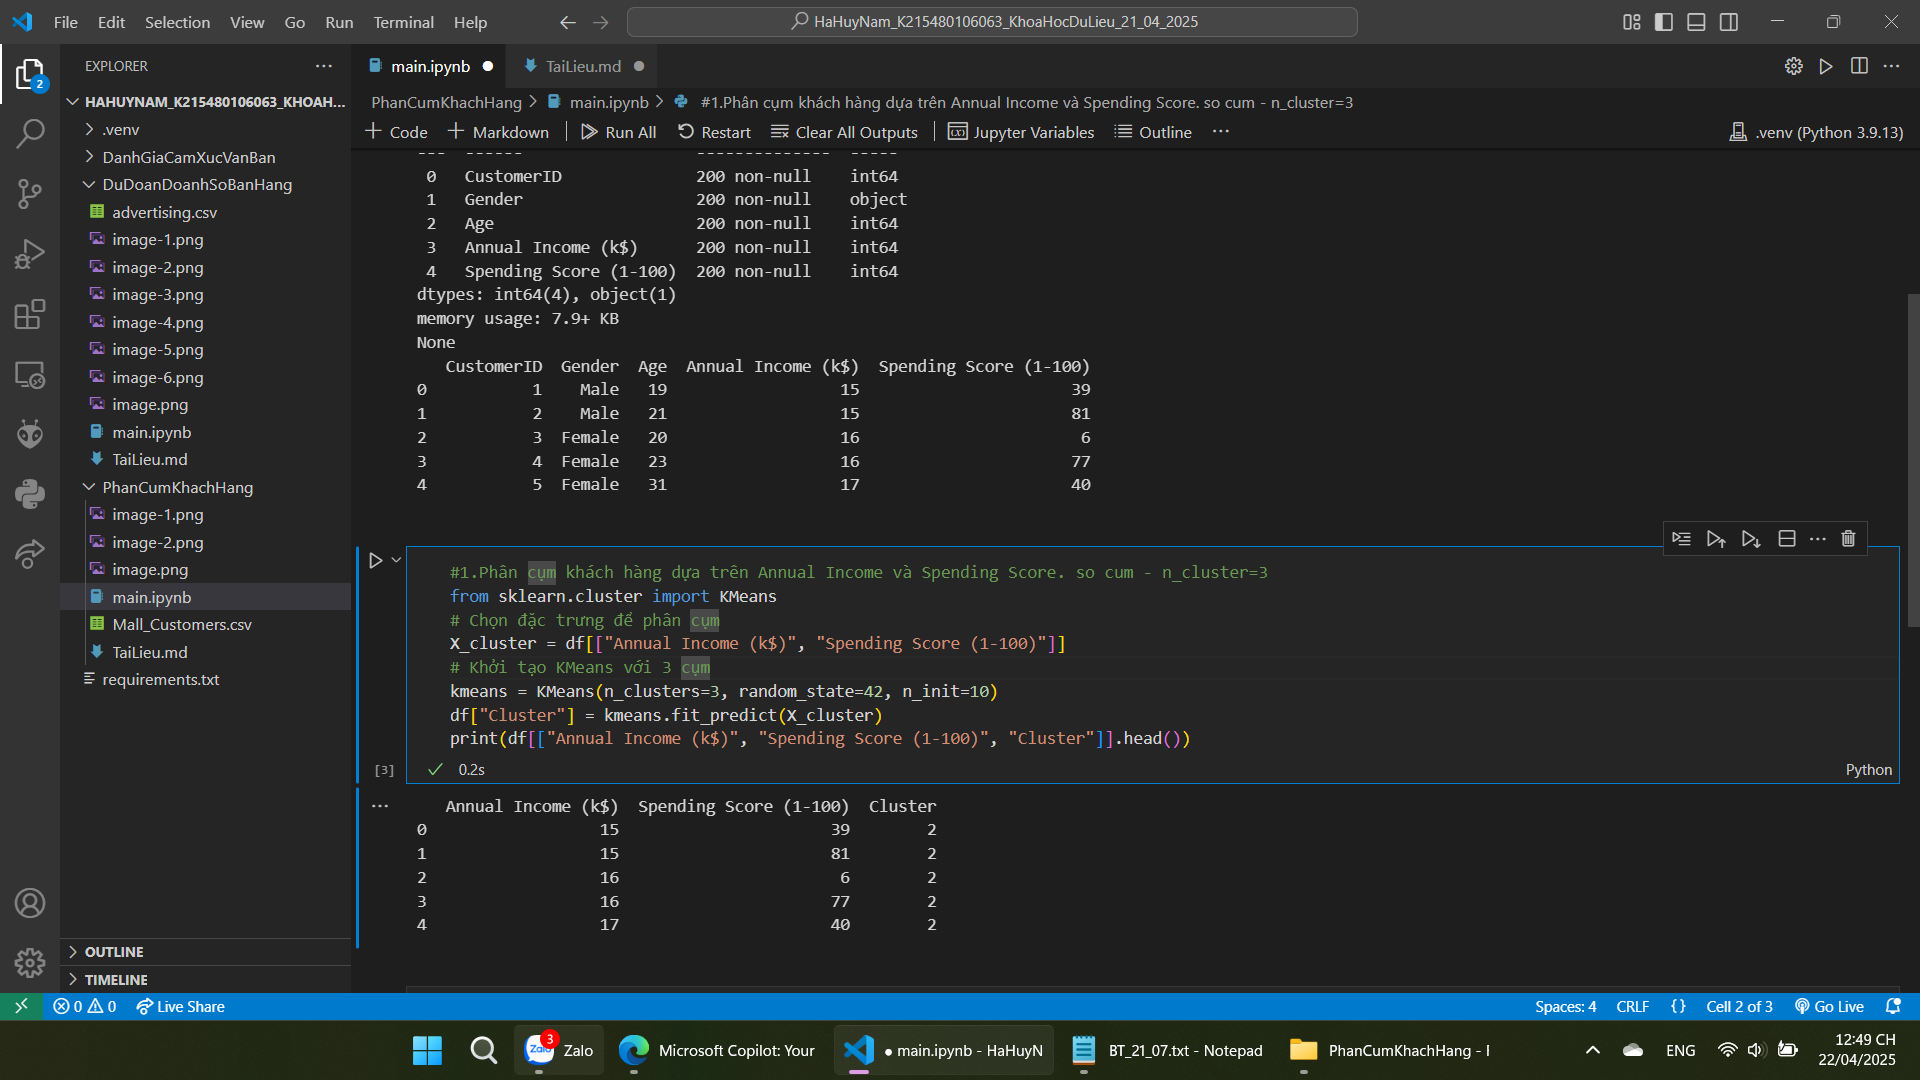 File Edit Selection View Go Run Terminal Help
HaHuyNam_K215480106063_KhoaHocDuLieu_21_04_2025
EXPLORER
HAHUYNAM_K215480106063_KHOAH...
.venv
DanhGiaCamXucVanBan
DuDoanDoanhSoBanHang
advertising.csv
image-1.png
image-2.png
image-3.png
image-4.png
image-5.png
image-6.png
image.png
main.ipynb
TaiLieu.md
PhanCumKhachHang
image-1.png
image-2.png
image.png
main.ipynb
Mall_Customers.csv
TaiLieu.md
requirements.txt
OUTLINE
TIMELINE
2
main.ipynb TaiLieu.md
PhanCumKhachHang > main.ipynb > #1.Phân cụm khách hàng dựa trên Annual Income và Spending Score. so cum - n_cluster=3
Code Markdown Run All Restart Clear All Outputs Jupyter Variables Outline ... .venv (Python 3.9.13)
0 CustomerID 200 non-null int64
1 Gender 200 non-null object
2 Age 200 non-null int64
3 Annual Income (k$) 200 non-null int64
4 Spending Score (1-100) 200 non-null int64
dtypes: int64(4), object(1)
memory usage: 7.9+ KB
None
CustomerID Gender Age Annual Income (k$) Spending Score (1-100)
0 1 Male 19 15 39
1 2 Male 21 15 81
2 3 Female 20 16 6
3 4 Female 23 16 77
4 5 Female 31 17 40
#1.Phân cụm khách hàng dựa trên Annual Income và Spending Score. so cum - n_cluster=3
from sklearn.cluster import KMeans
# Chọn đặc trưng để phân cụm
X_cluster = df[["Annual Income (k$)", "Spending Score (1-100)"]]
# Khởi tạo KMeans với 3 cụm
kmeans = KMeans(n_clusters=3, random_state=42, n_init=10)
df["Cluster"] = kmeans.fit_predict(X_cluster)
print(df[["Annual Income (k$)", "Spending Score (1-100)", "Cluster"]].head())
[3] 0.2s Python
Annual Income (k$) Spending Score (1-100) Cluster
0 15 39 2
1 15 81 2
2 16 6 2
3 16 77 2
4 17 40 2
0 0 Live Share Spaces: 4 CRLF {} Cell 2 of 3 Go Live
Zalo 3 Zalo Microsoft Copilot: Your main.ipynb - HaHuyN BT_21_07.txt - Notepad PhanCumKhachHang - ENG 12:49 CH
22/04/2025